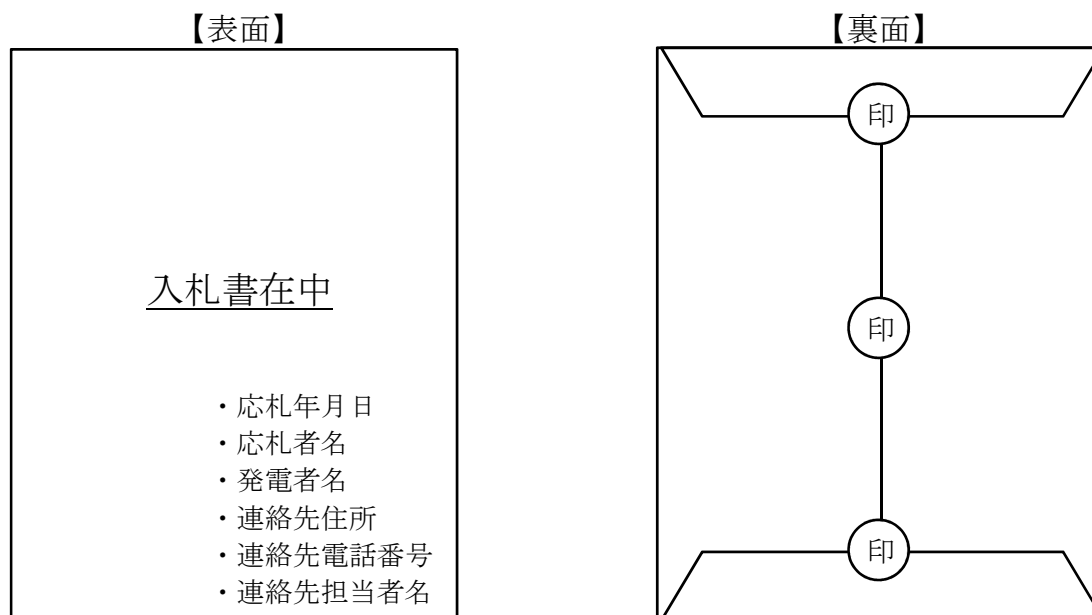 【表面】
入札書在中
・応札年月日
・応札者名
・発電者名
・連絡先住所
・連絡先電話番号
・連絡先担当者名
【裏面】
印
印
印